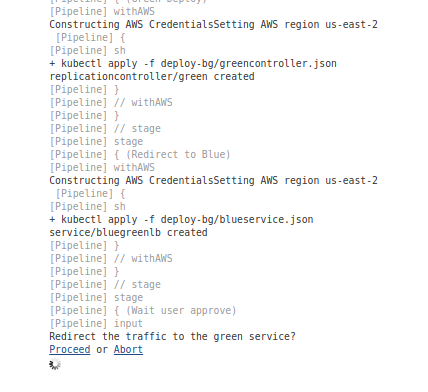 [Pipeline] { (Green Deploy)
[Pipeline] withAWS
Constructing AWS CredentialsSetting AWS region us-east-2
[Pipeline] {
[Pipeline] sh
+ kubectl apply -f deploy-bg/greencontroller.json
replicationcontroller/green created
[Pipeline] }
[Pipeline] // withAWS
[Pipeline] }
[Pipeline] // stage
[Pipeline] stage
[Pipeline] { (Redirect to Blue)
[Pipeline] withAWS
Constructing AWS CredentialsSetting AWS region us-east-2
[Pipeline] {
[Pipeline] sh
+ kubectl apply -f deploy-bg/blueservice.json
service/bluegreenlb created
[Pipeline] }
[Pipeline] // withAWS
[Pipeline] }
[Pipeline] // stage
[Pipeline] stage
[Pipeline] { (Wait user approve)
[Pipeline] input
Redirect the traffic to the green service?
Proceed or Abort